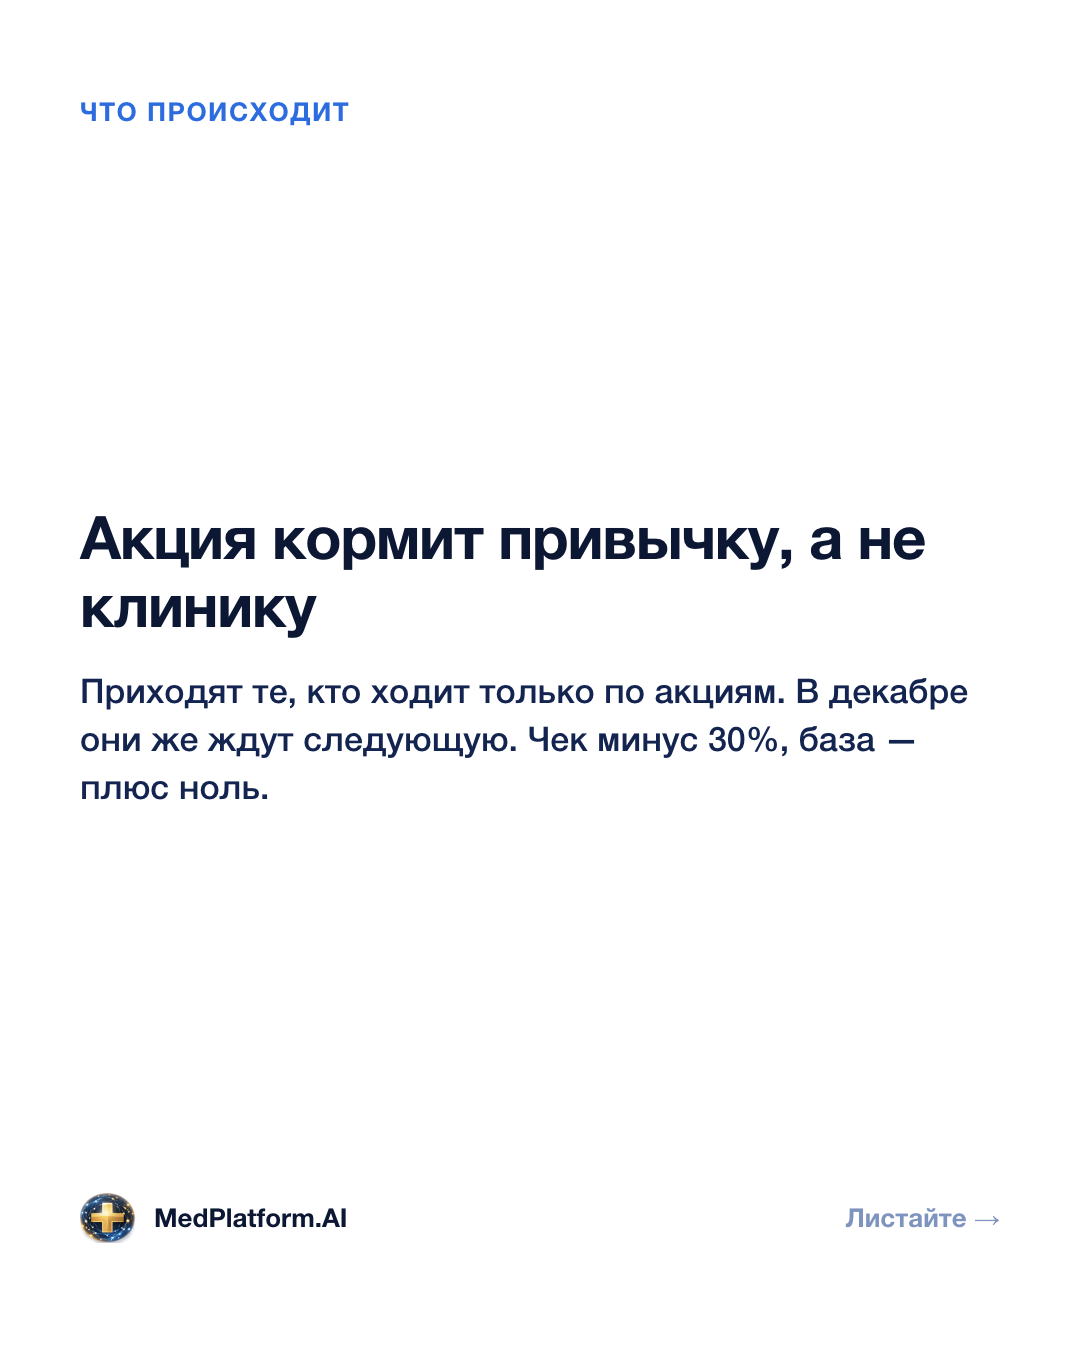 ЧТО ПРОИСХОДИТ
Акция кормит привычку, а не
клинику
Приходят те, кто ходит только по акциям. В декабре
они же ждут следующую. Чек минус 30%, база —
плюс ноль.
MedPlatform.AI
Листайте →